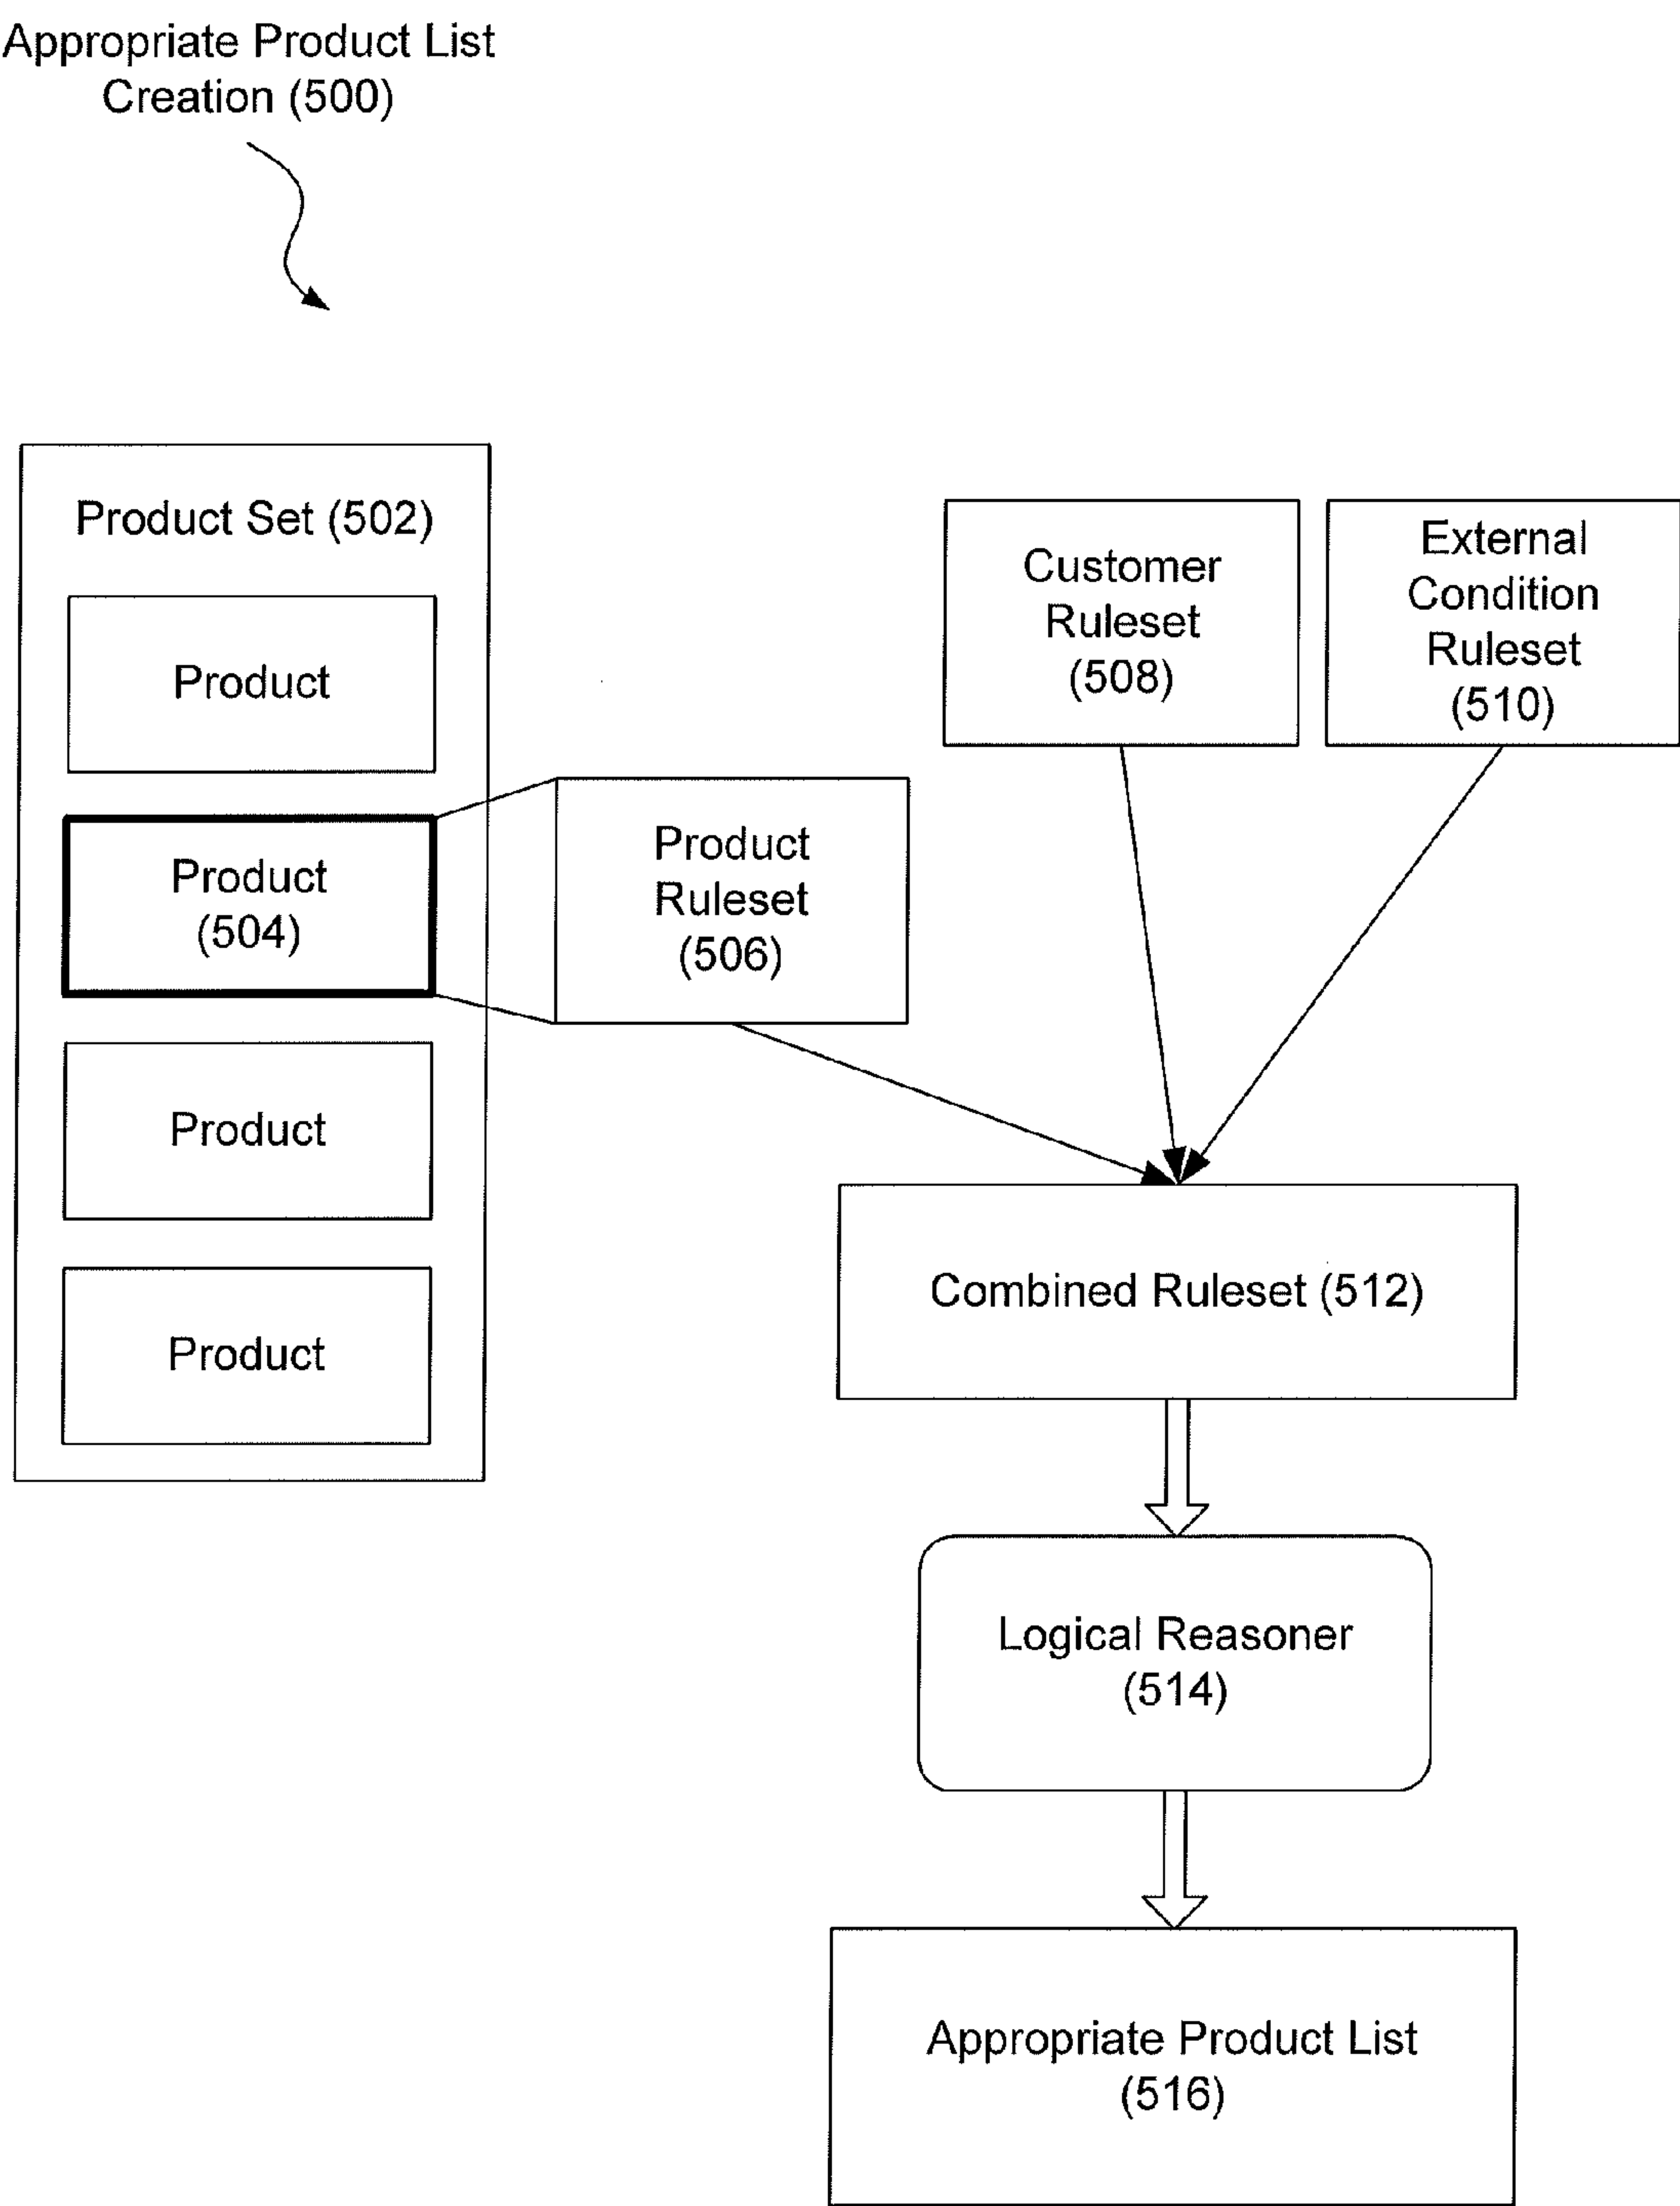 Appropriate Product List
Creation (500)
Product Set (502)
Product
Product
(504)
Product
Product
Product
Ruleset
(506)
Customer
Ruleset
(508)
External
Condition
Ruleset
(510)
Combined Ruleset (512)
Logical Reasoner
(514)
Appropriate Product List
(516)